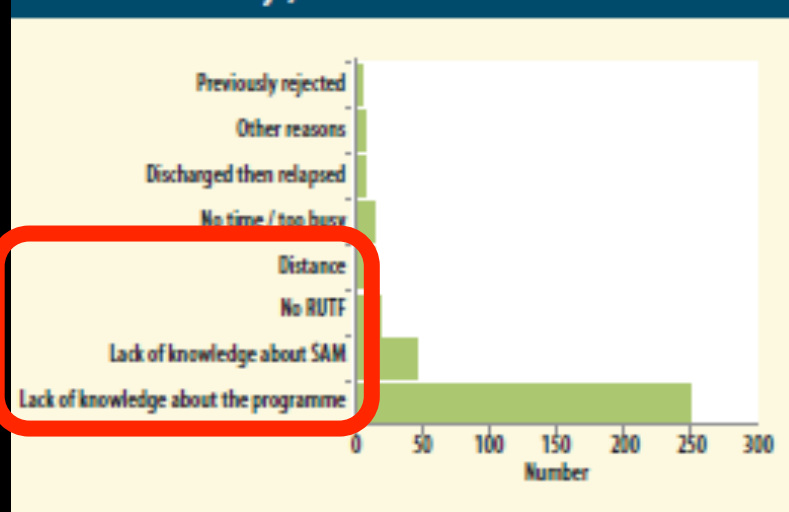 Previously rejected
Other reasons
Discharged then relapsed
No time / too busy
Distance
No RUTF
Lack of knowledge about SAM
Lack of knowledge about the programme
0 50 100 150 200 250 300
Number